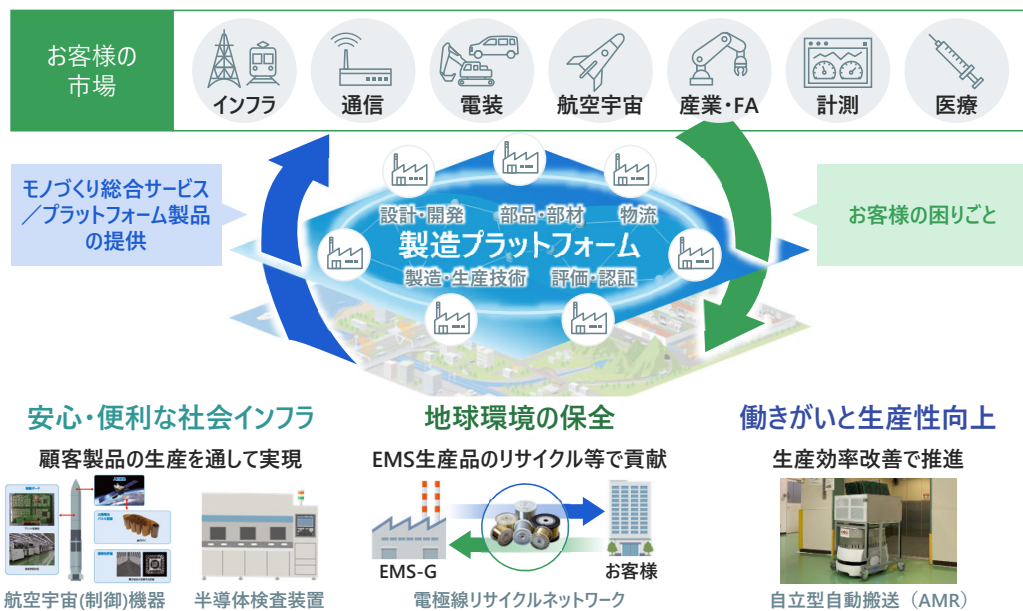 お客様の
市場
インフラ
通信
電装
航空宇宙
産業・FA
計測
医療
モノづくり総合サービス
／プラットフォーム製品
の提供
お客様の困りごと
設計・開発
部品・部材
物流
製造プラットフォーム
製造・生産技術
評価・認証
安心・便利な社会インフラ
地球環境の保全
働きがいと生産性向上
顧客製品の生産を通して実現
EMS生産品のリサイクル等で貢献
生産効率改善で推進
EMS-G
お客様
航空宇宙(制御)機器
半導体検査装置
電極線リサイクルネットワーク
自立型自動搬送（AMR）